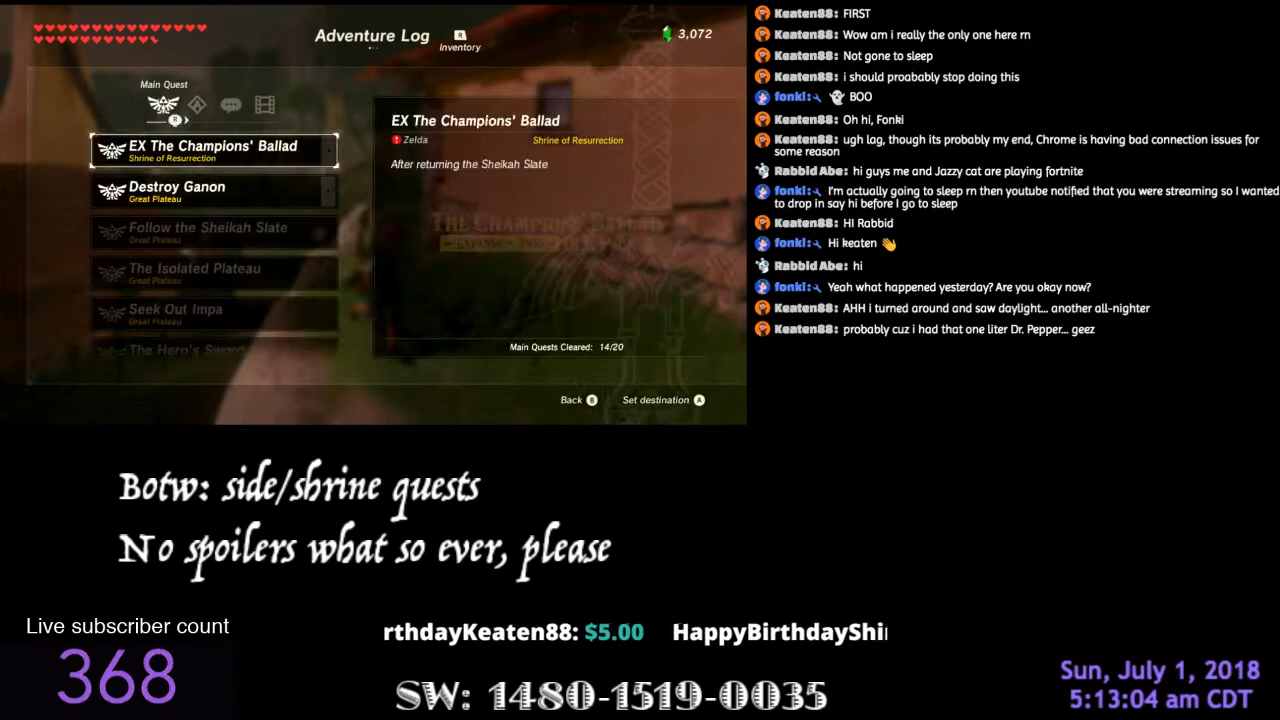 Adventure Log
R
Inventory
3,072
Main Quest
R
EX The Champions' Ballad
Shrine of Resurrection
Destroy Ganon
Great Plateau
Follow the Sheikah Slate
Great Plateau
The Isolated Plateau
Great Plateau
Seek Out Impa
Great Plateau
The Hero's Sword
EX The Champions' Ballad
Zelda
Shrine of Resurrection
After returning the Sheikah Slate
THE CHAMPIONS' BALLAD
EXPANSION PASS
Main Quests Cleared: 14/20
Back B
Set destination A
Keaten88: FIRST
Keaten88: Wow am i really the only one here rn
Keaten88: Not gone to sleep
Keaten88: i should proabably stop doing this
fonki: BOO
Keaten88: Oh hi, Fonki
Keaten88: ugh lag, though its probably my end, Chrome is having bad connection issues for
some reason
Rabbid Abe: hi guys me and Jazzy cat are playing fortnite
fonki: I'm actually going to sleep rn then youtube notified that you were streaming so I wanted
to drop in say hi before I go to sleep
Keaten88: HI Rabbid
fonki: Hi keaten
Rabbid Abe: hi
fonki: Yeah what happened yesterday? Are you okay now?
Keaten88: AHH i turned around and saw daylight... another all-nighter
Keaten88: probably cuz i had that one liter Dr. Pepper... geez
Botw: side/shrine quests
No spoilers what so ever, please
Live subscriber count
368
rthdayKeaten88: $5.00 HappyBirthdayShi
SW: 1480-1519-0035
Sun, July 1, 2018
5:13:04 am CDT